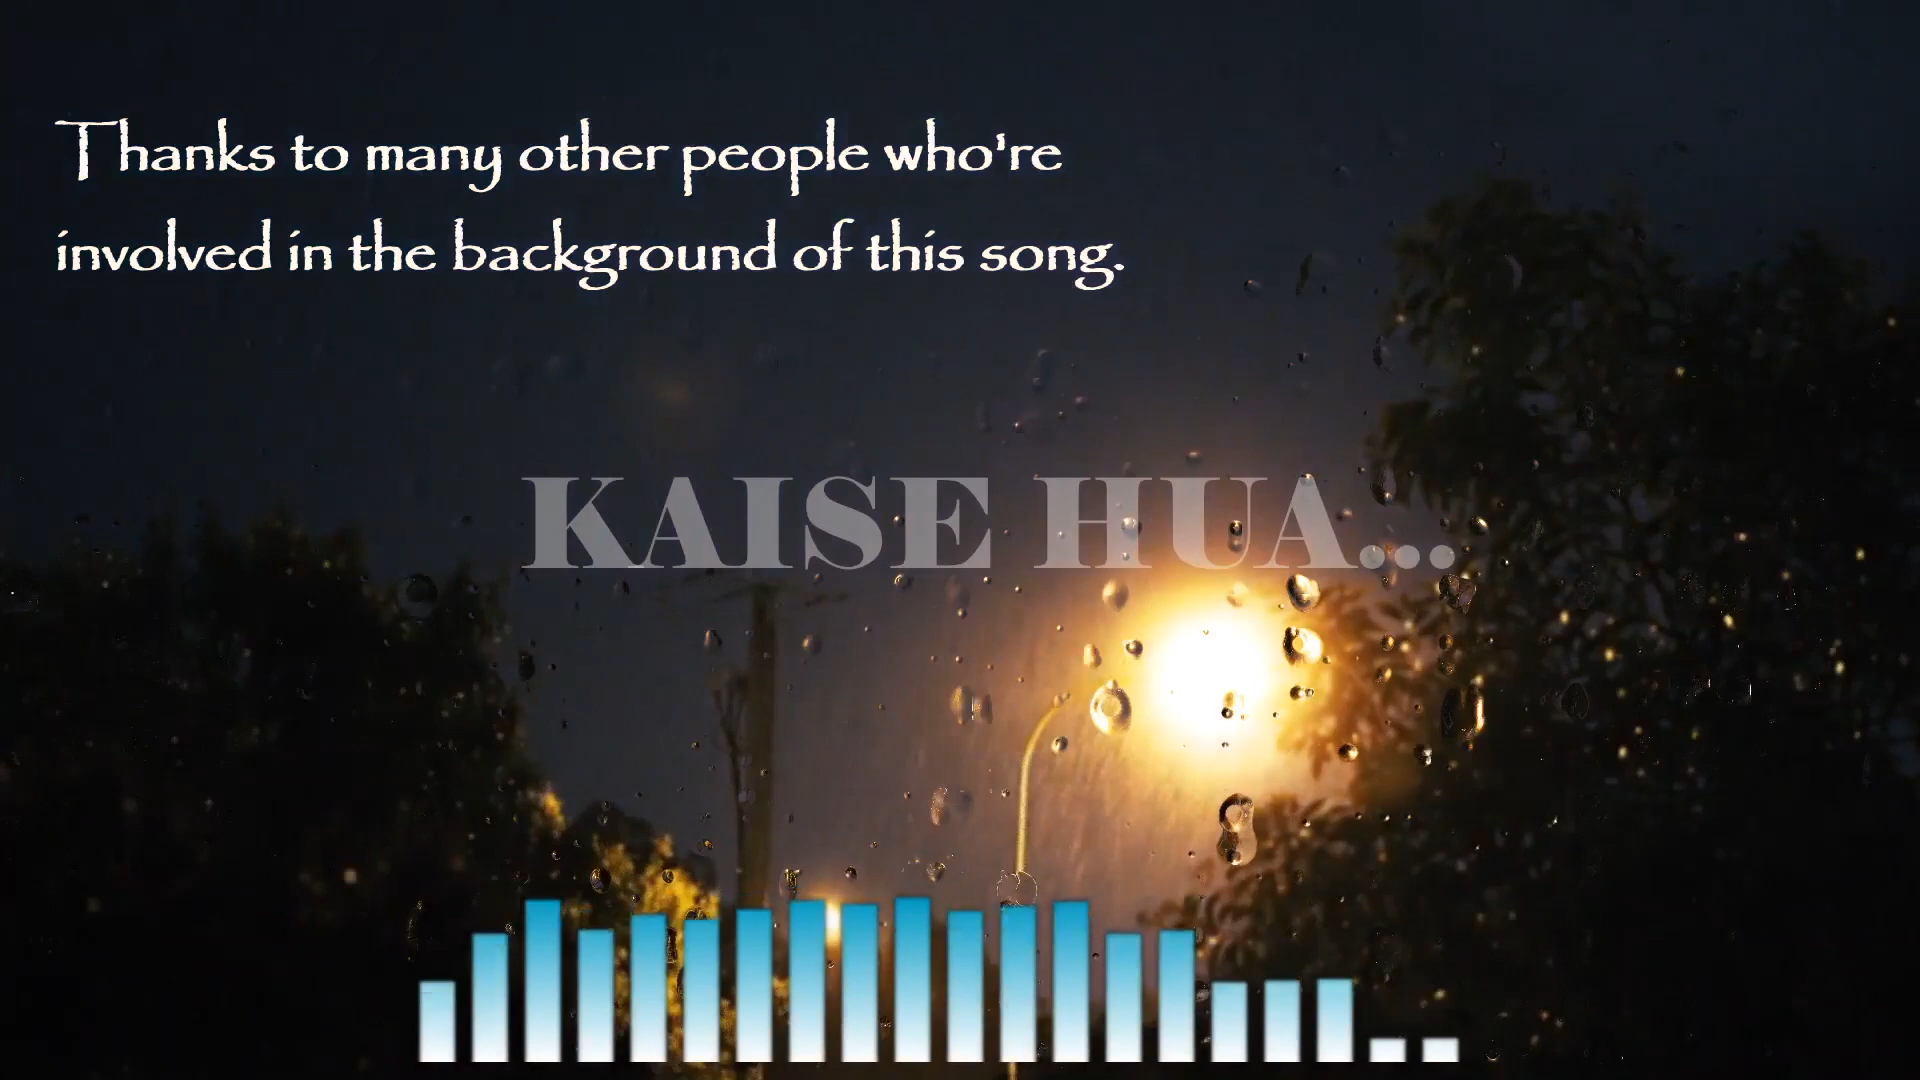 Thanks to many other people who're
involved in the background of this song.
KAISE HUA...